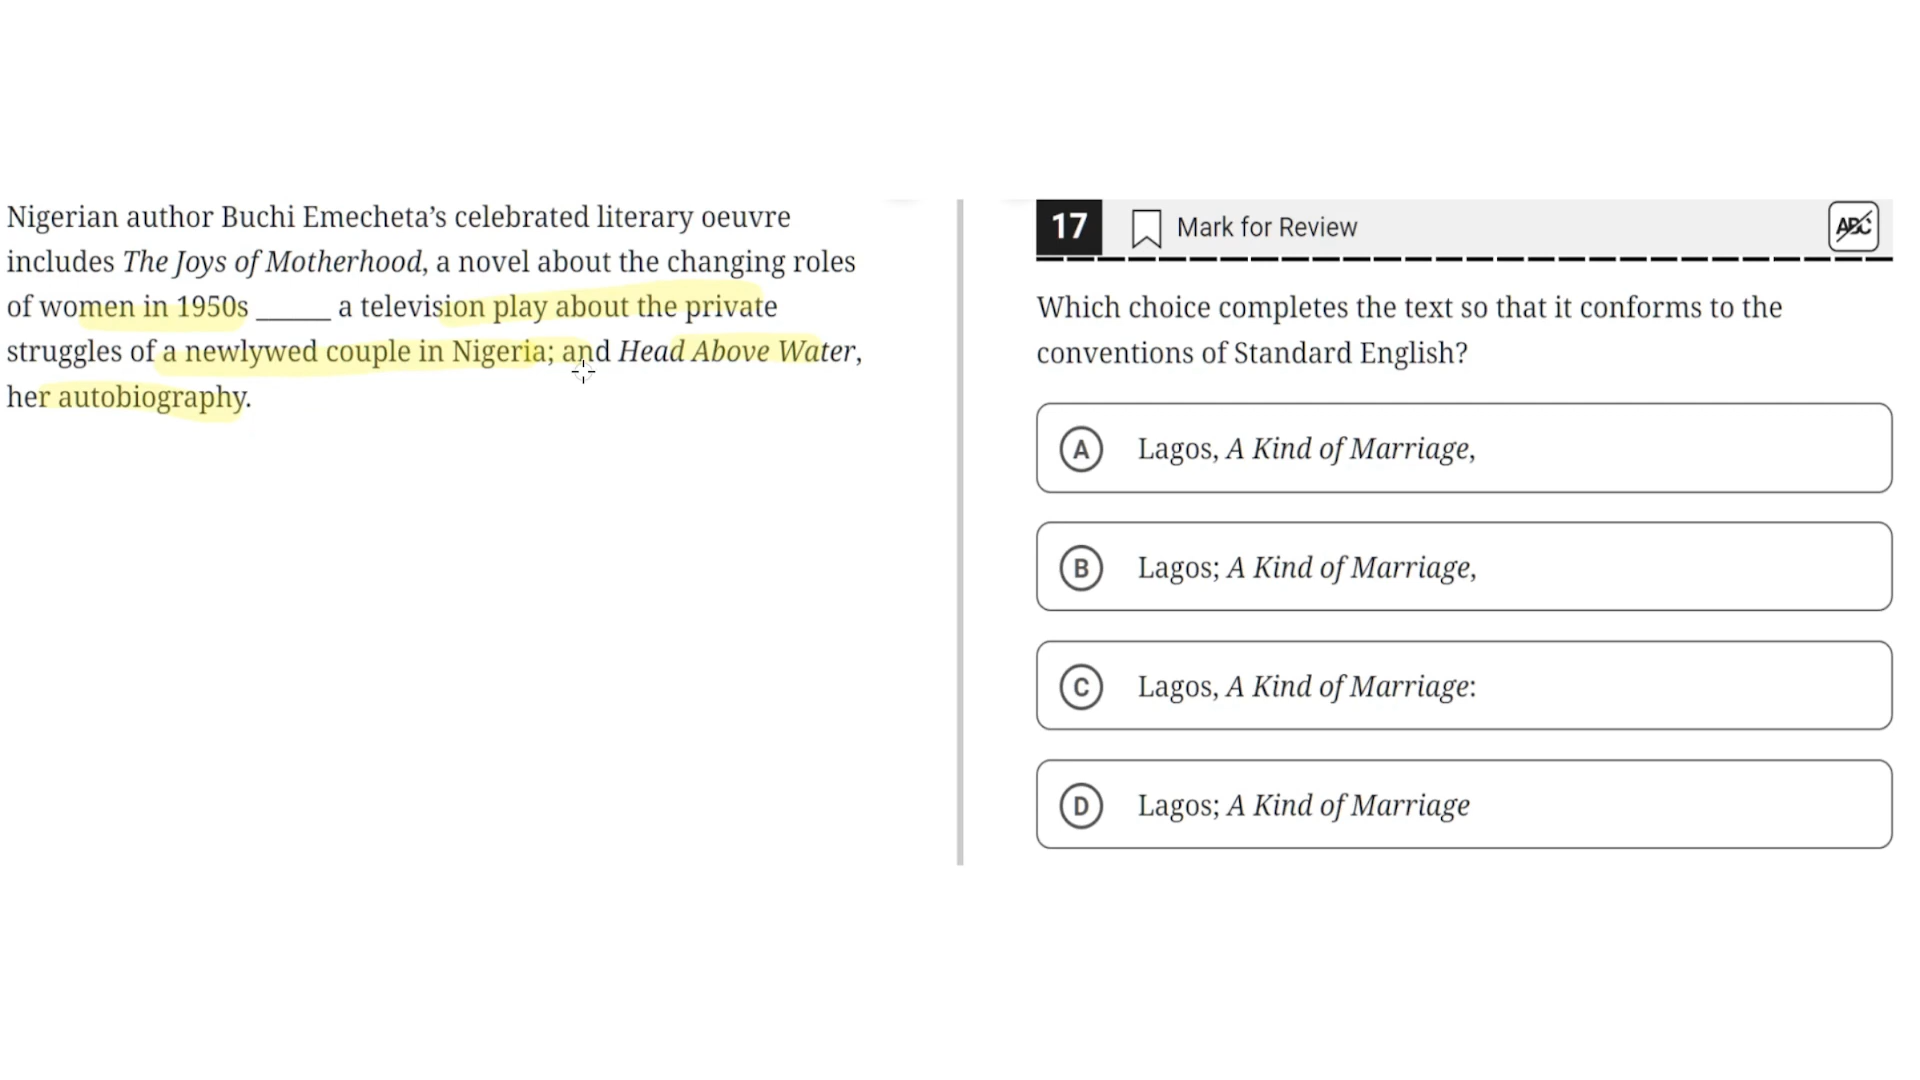 Nigerian author Buchi Emecheta’s celebrated literary oeuvre
includes The Joys of Motherhood, a novel about the changing roles
of women in 1950s ______ a television play about the private
struggles of a newlywed couple in Nigeria; and Head Above Water,
her autobiography.
17 Mark for Review ABC
Which choice completes the text so that it conforms to the
conventions of Standard English?
A Lagos, A Kind of Marriage,
B Lagos; A Kind of Marriage,
C Lagos, A Kind of Marriage:
D Lagos; A Kind of Marriage